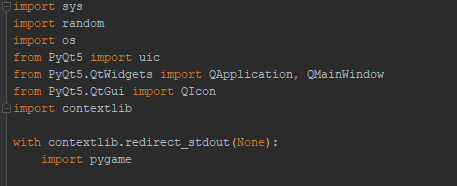 import sys
import random
import os
from PyQt5 import uic
from PyQt5.QtWidgets import QApplication, QMainWindow
from PyQt5.QtGui import QIcon
import contextlib
with contextlib.redirect_stdout(None):
    import pygame